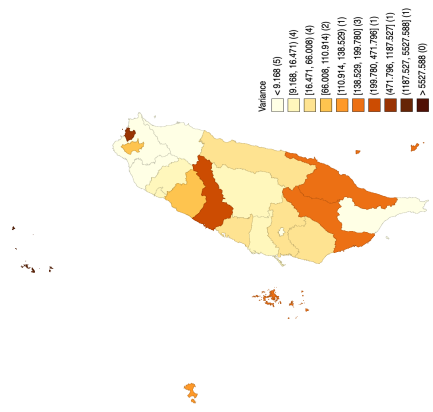 Variance
< 9.168 (5)
[9.168, 16.471) (4)
[16.471, 66.008) (4)
[66.008, 110.914) (2)
[110.914, 138.529) (1)
[138.529, 199.780] (3)
(199.780, 471.796] (1)
(471.796, 1187.527] (1)
(1187.527, 5527.588] (1)
> 5527.588 (0)